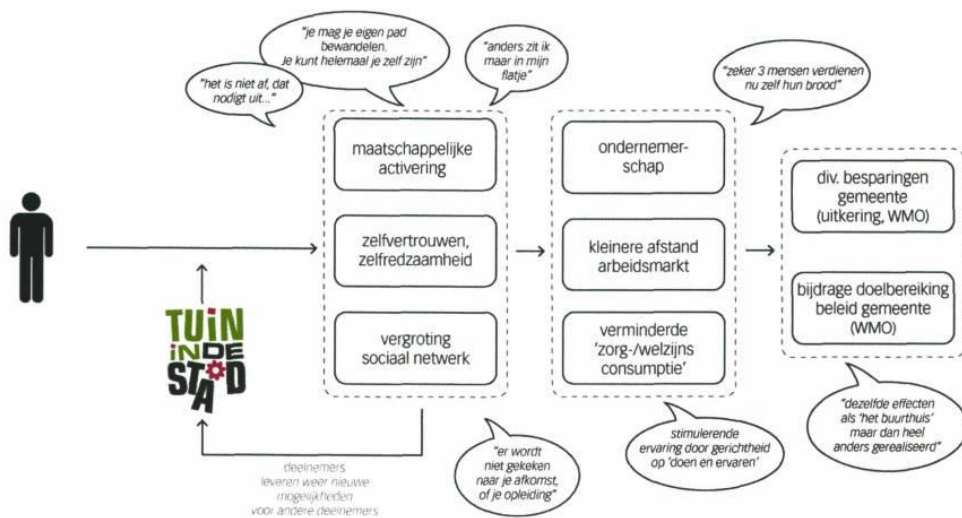 "je mag je eigen pad
bewandelen.
Je kunt helemaal je zelf zijn"
"het is niet af, dat
nodigt uit..."
"anders zit ik
maar in mijn
flatje"
"zeker 3 mensen verdienen
nu zelf hun brood"
maatschappelijke
activering
zelfvertrouwen,
zelfredzaamheid
vergroting
sociaal netwerk
ondernemer-
schap
kleinere afstand
arbeidsmarkt
verminderde
'zorg-/welzijns
consumptie'
div. besparingen
gemeente
(uitkering, WMO)
bijdrage doelbereiking
beleid gemeente
(WMO)
TUiN
iNDE
STAD
deelnemers
leveren weer nieuwe
mogelijkheden
voor andere deelnemers
"er wordt
niet gekeken
naar je afkomst,
of je opleiding"
stimulerende
ervaring door gerichtheid
op 'doen en ervaren'
"dezelfde effecten
als 'het buurthuis'
maar dan heel
anders gerealiseerd"